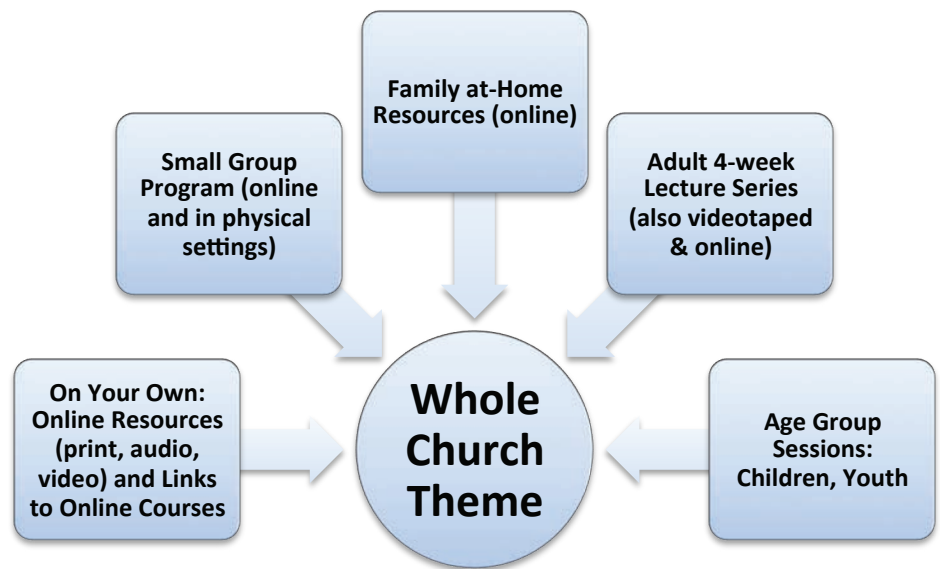 Family at-Home
Resources (online)
Small Group
Program (online
and in physical
settings)
Adult 4-week
Lecture Series
(also videotaped
& online)
On Your Own:
Online Resources
(print, audio,
video) and Links
to Online Courses
Whole
Church
Theme
Age Group
Sessions:
Children, Youth